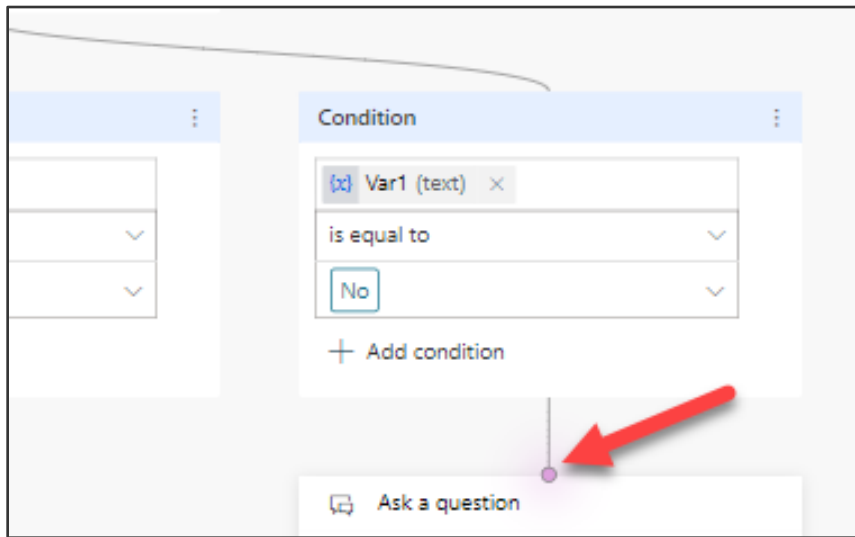 Condition
{x} Var1 (text)
is equal to
No
Add condition
Ask a question